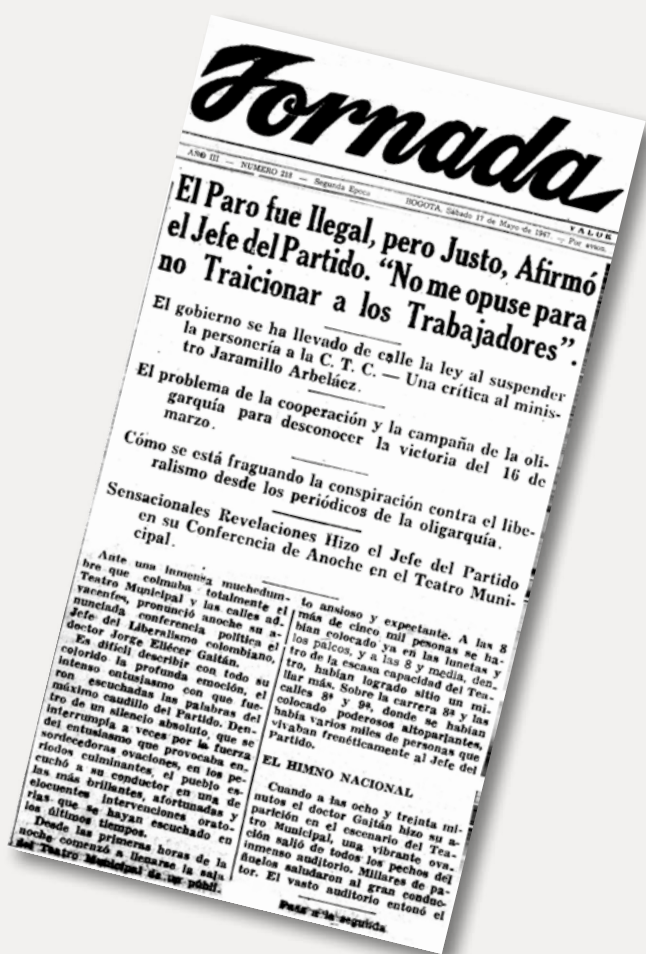 Jornada
AÑO III — NUMERO 218 — Segunda Epoca
BOGOTA, Sábado 17 de Mayo de 1947. — Por avion.
VALOR
El Paro fue Ilegal, pero Justo, Afirmó
el Jefe del Partido. “No me opuse para
no Traicionar a los Trabajadores”.
El gobierno se ha llevado de calle la ley al suspender
la personería a la C. T. C. — Una crítica al minis-
tro Jaramillo Arbeláez.
El problema de la cooperación y la campaña de la oli-
garquía para desconocer la victoria del 16 de
marzo.
Cómo se está fraguando la conspiración contra el libe-
ralismo desde los periódicos de la oligarquía.
Sensacionales Revelaciones Hizo el Jefe del Partido
en su Conferencia de Anoche en el Teatro Muni-
cipal.
Ante una inmensa muchedum-
bre que colmaba totalmente el
Teatro Municipal y las calles ad-
yacentes, pronunció anoche su a-
nunciada conferencia política el
Jefe del Liberalismo colombiano,
doctor Jorge Eliécer Gaitán.
Es difícil describir con todo su
colorido la profunda emoción, el
intenso entusiasmo con que fue-
ron escuchadas las palabras del
máximo caudillo del Partido. Den-
tro de un silencio absoluto, que se
interrumpía a veces por la fuerza
del entusiasmo que provocaba en-
sordecedoras ovaciones, en los pe-
ríodos culminantes, el pueblo es-
cuchó a su conductor en una de
las más brillantes, afortunadas y
elocuentes intervenciones orato-
rias que se hayan escuchado en
los últimos tiempos.
Desde las primeras horas de la
noche comenzó a llenarse la sala
del Teatro Municipal de un públi-
to ansioso y expectante. A las 8
más de cinco mil pesonas se ha-
bían colocado ya en las lunetas y
los palcos, y a las 8 y media, den-
tro de la escasa capacidad del Tea-
tro, habían logrado sitio un mi-
llar más. Sobre la carrera 8ª y las
calles 8ª y 9ª, donde se habían
colocado poderosos altoparlantes,
había varios miles de personas que
vivaban frenéticamente al Jefe del
Partido.
EL HIMNO NACIONAL
Cuando a las ocho y treinta mi-
nutos el doctor Gaitán hizo su a-
parición en el escenario del Tea-
tro Municipal, una vibrante ova-
ción salió de todos los pechos del
inmenso auditorio. Millares de pa-
ñuelos saludaron al gran conduc-
tor. El vasto auditorio entonó el
Pasa a la segunda